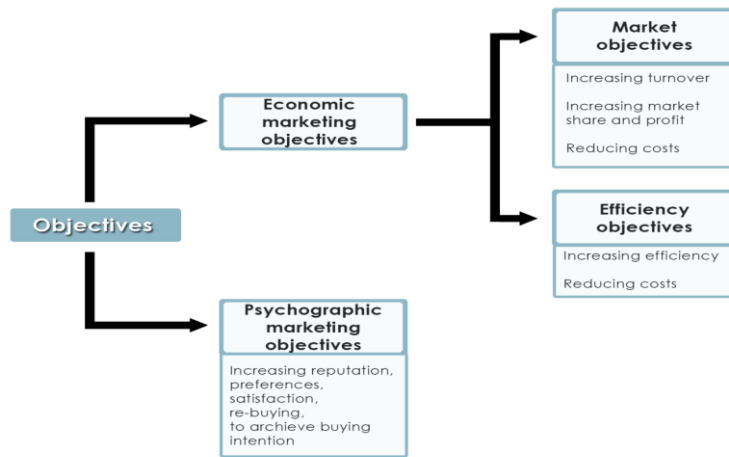 Objectives
Economic
marketing
objectives
Market
objectives
Increasing turnover
Increasing market
share and profit
Reducing costs
Efficiency
objectives
Increasing efficiency
Reducing costs
Psychographic
marketing
objectives
Increasing reputation,
preferences,
satisfaction,
re-buying,
to archieve buying
intention